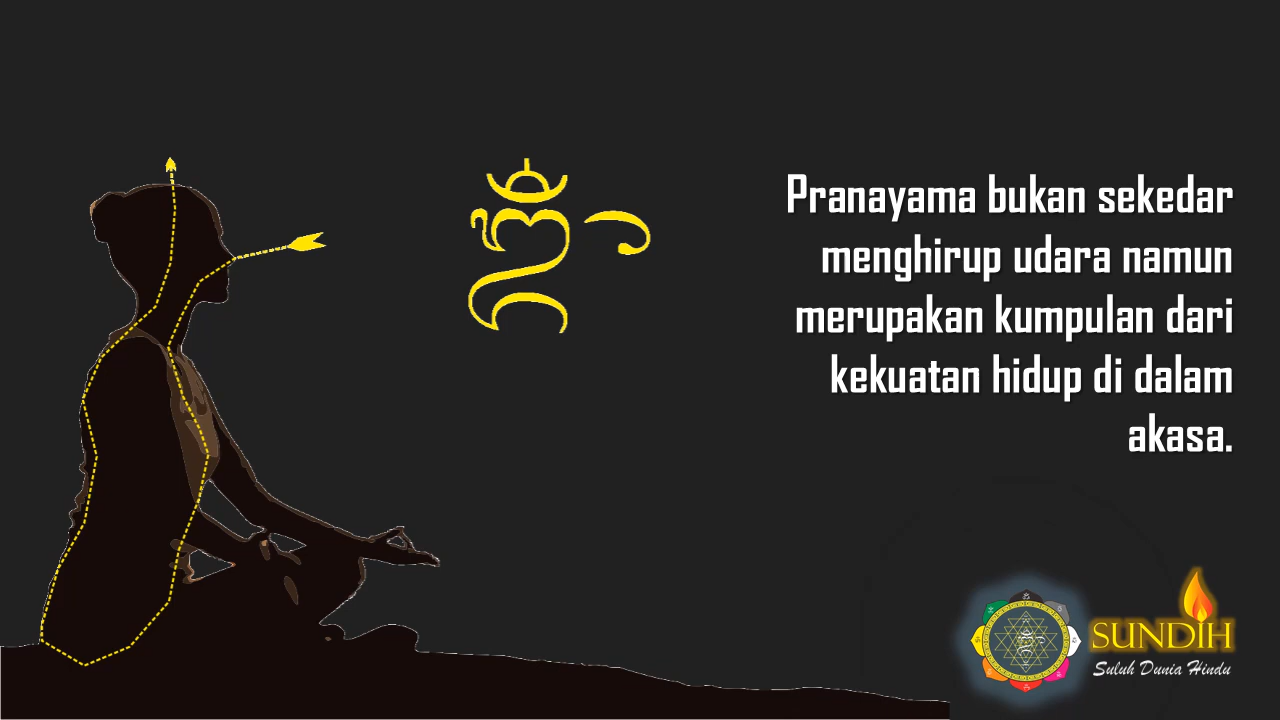 ᬒᬁ
Pranayama bukan sekedar
menghirup udara namun
merupakan kumpulan dari
kekuatan hidup di dalam
akasa.
SUNDIH
Suluh Dunia Hindu